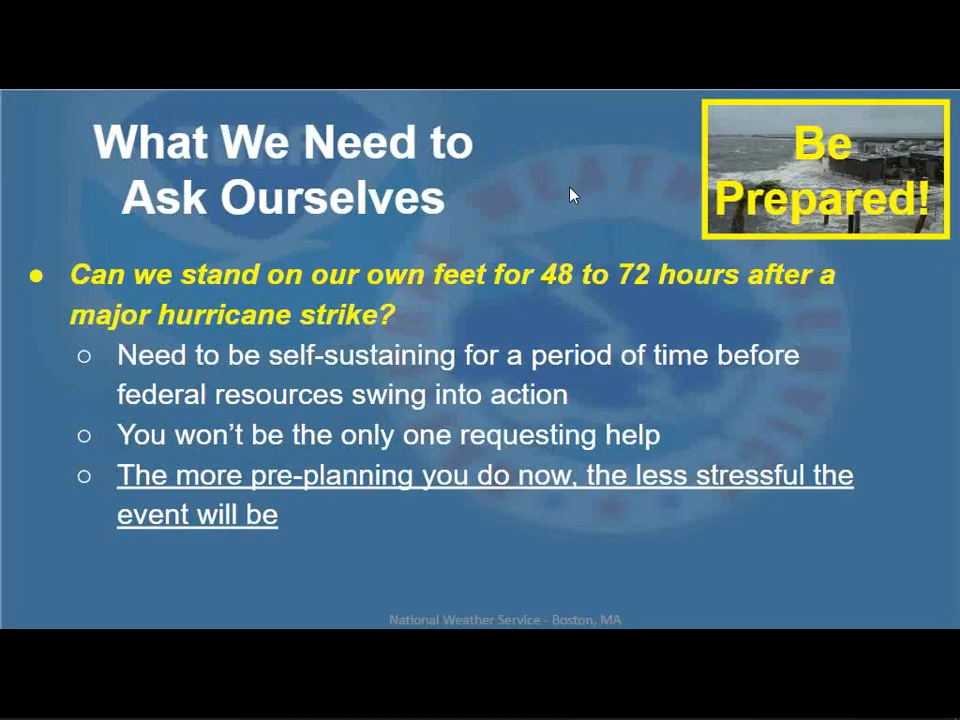 What We Need to
Ask Ourselves
Be
Prepared!
● Can we stand on our own feet for 48 to 72 hours after a
major hurricane strike?
○ Need to be self-sustaining for a period of time before
federal resources swing into action
○ You won’t be the only one requesting help
○ The more pre-planning you do now, the less stressful the
event will be
National Weather Service - Boston, MA